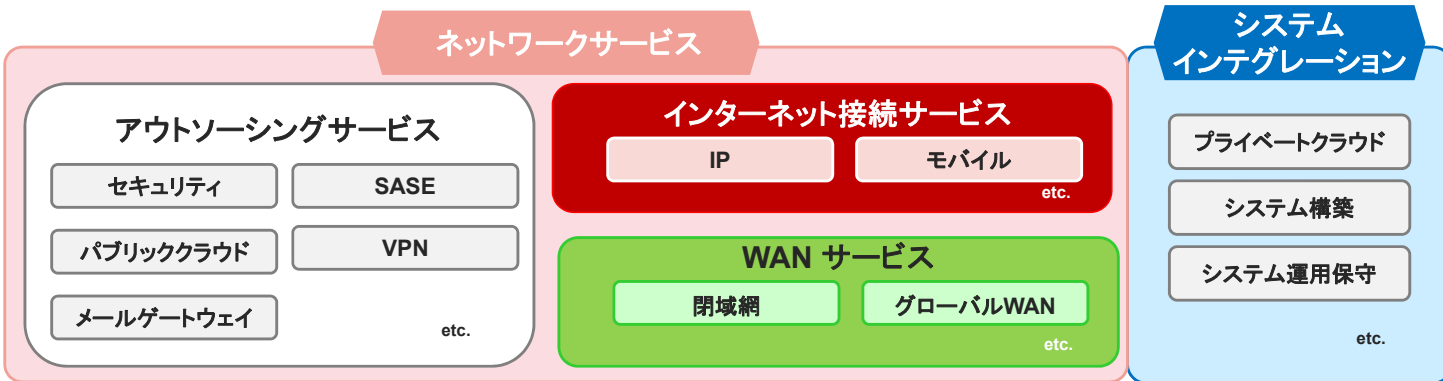 ネットワークサービス
アウトソーシングサービス
セキュリティ
SASE
パブリッククラウド
VPN
メールゲートウェイ
etc.
インターネット接続サービス
IP
モバイル
etc.
WAN サービス
閉域網
グローバルWAN
etc.
システム
インテグレーション
プライベートクラウド
システム構築
システム運用保守
etc.